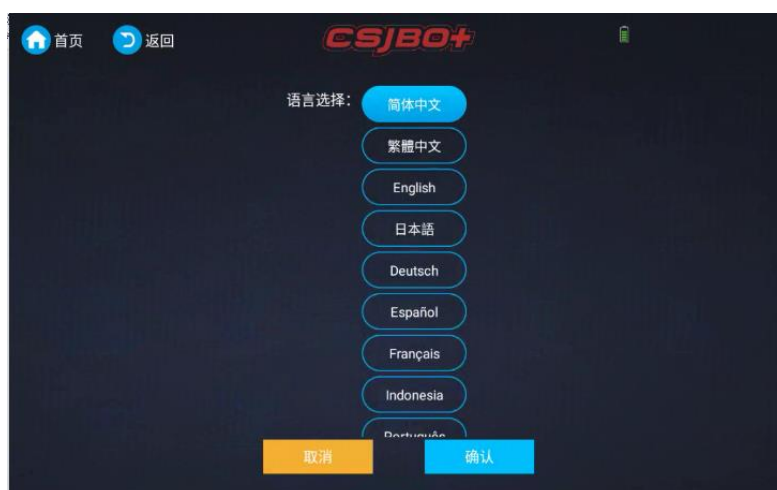 首页
返回
CSJBO+
语言选择：
简体中文
繁體中文
English
日本語
Deutsch
Español
Français
Indonesia
Português
取消
确认